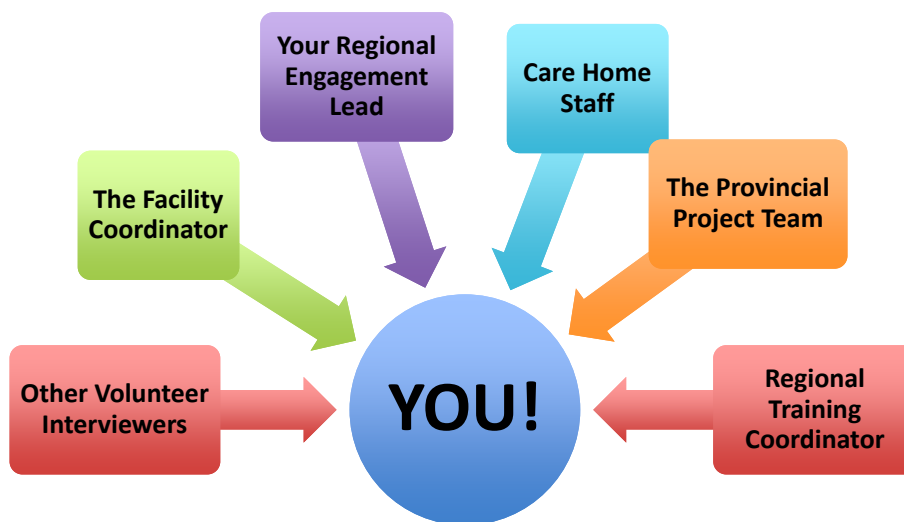 Your Regional
Engagement
Lead
Care Home
Staff
The Facility
Coordinator
The Provincial
Project Team
Other Volunteer
Interviewers
YOU!
Regional
Training
Coordinator